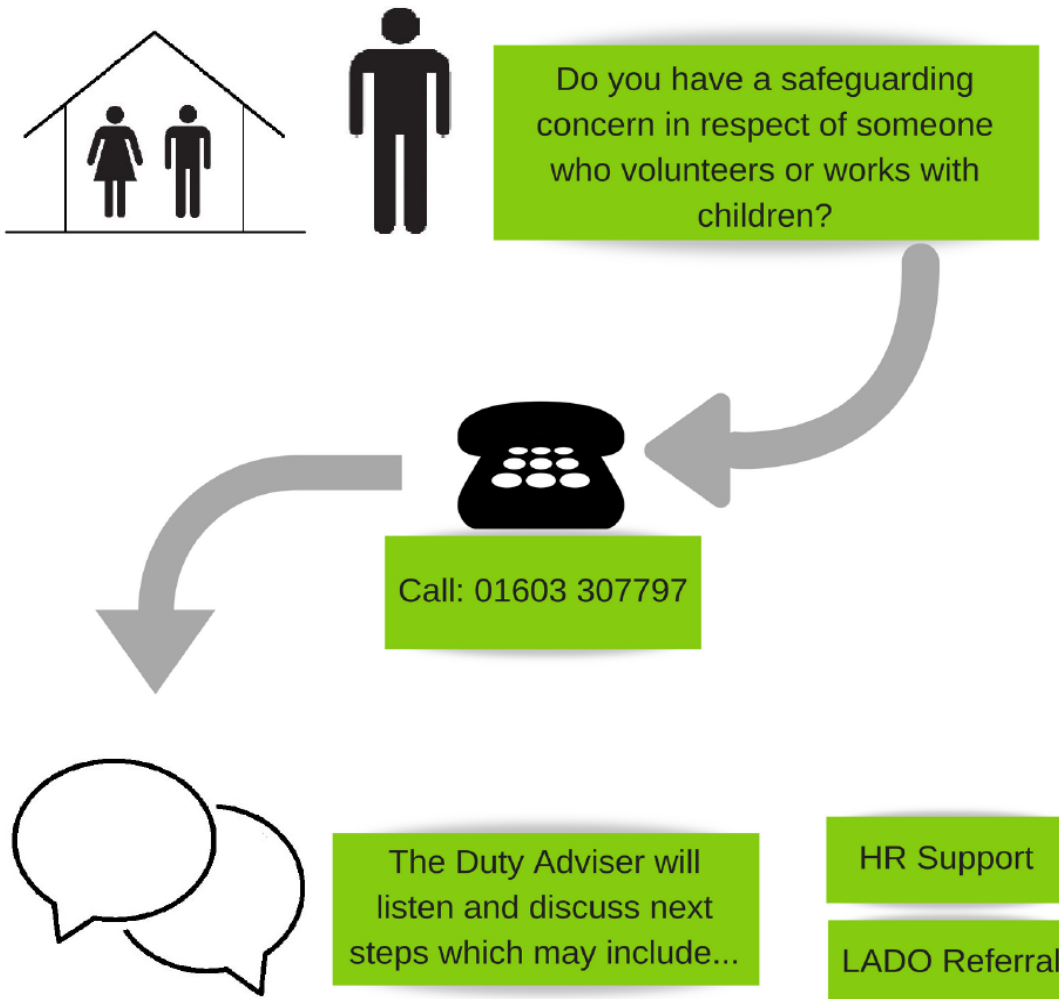 Do you have a safeguarding
concern in respect of someone
who volunteers or works with
children?
Call: 01603 307797
The Duty Adviser will
listen and discuss next
steps which may include...
HR Support
LADO Referral